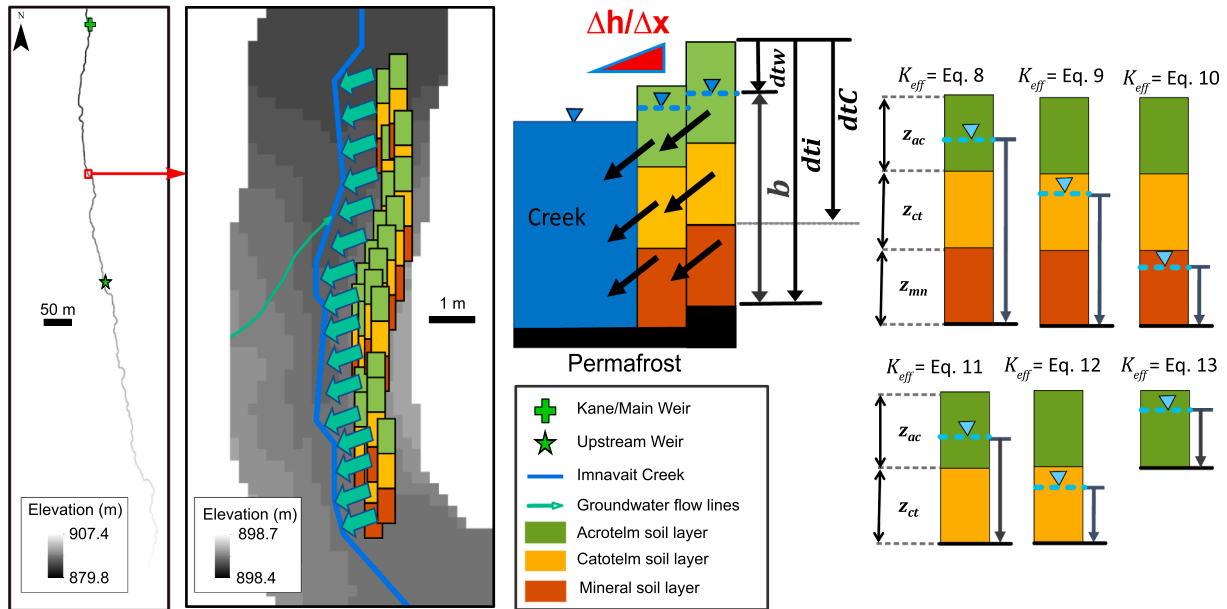 N
50 m
Elevation (m)
907.4
879.8
Elevation (m)
898.7
898.4
1 m
Δh/Δx
dtw
dtC
dti
b
Creek
Permafrost
Kane/Main Weir
Upstream Weir
Imnavait Creek
Groundwater flow lines
Acrotelm soil layer
Catotelm soil layer
Mineral soil layer
K_eff = Eq. 8
K_eff = Eq. 9
K_eff = Eq. 10
z_ac
z_ct
z_mn
K_eff = Eq. 11
K_eff = Eq. 12
K_eff = Eq. 13
z_ac
z_ct